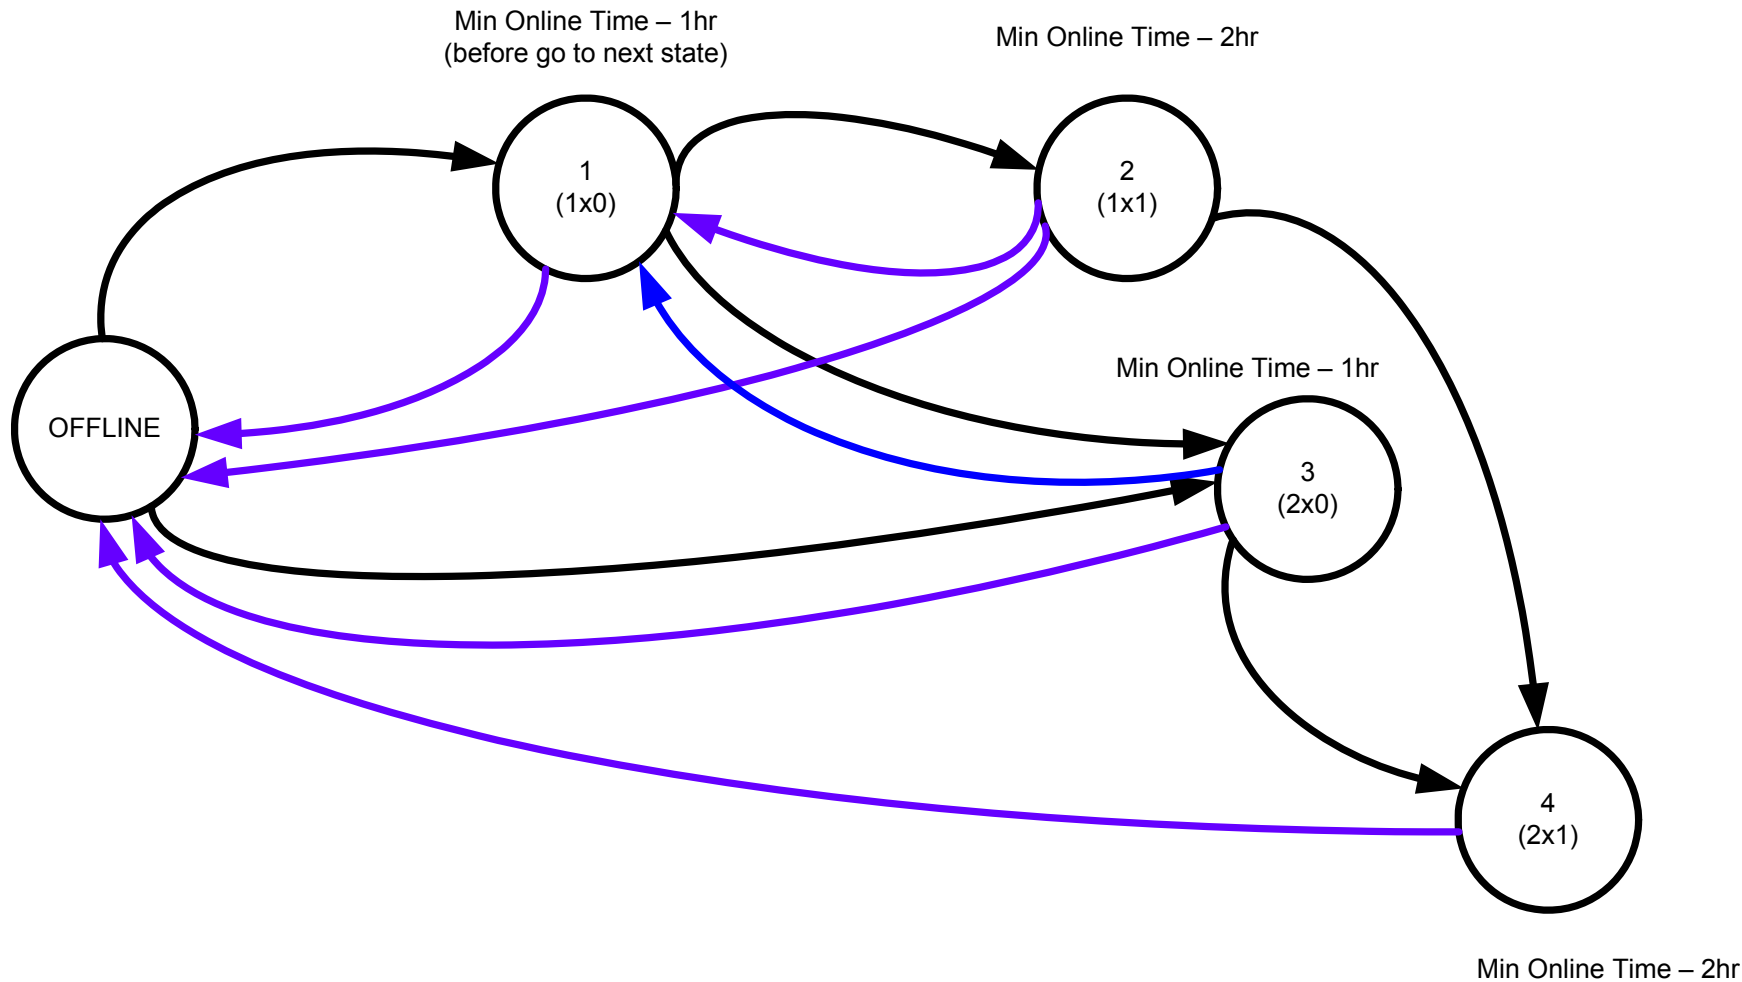 Min Online Time – 1hr
(before go to next state)
Min Online Time – 2hr
1
(1x0)
2
(1x1)
Min Online Time – 1hr
OFFLINE
3
(2x0)
4
(2x1)
Min Online Time – 2hr